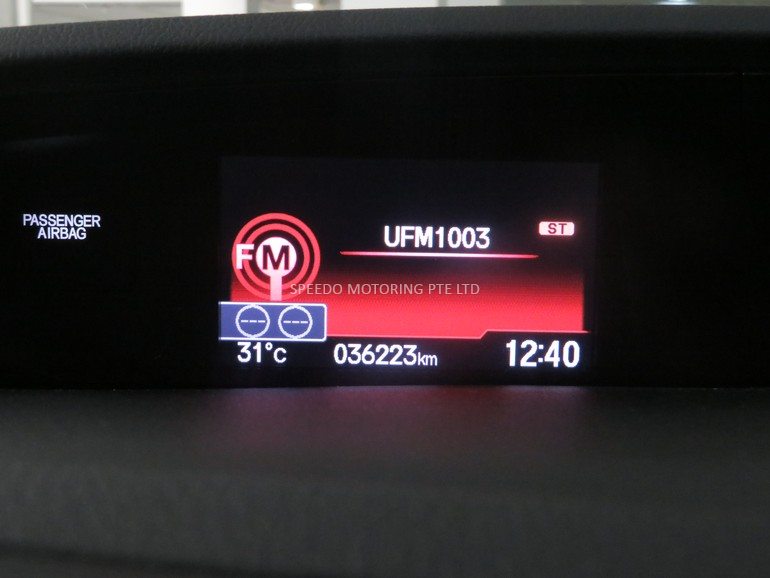 PASSENGER
AIRBAG
UFM1003
ST
FM
SPEEDO MOTORING PTE LTD
--- ---
31°c
036223km
12:40